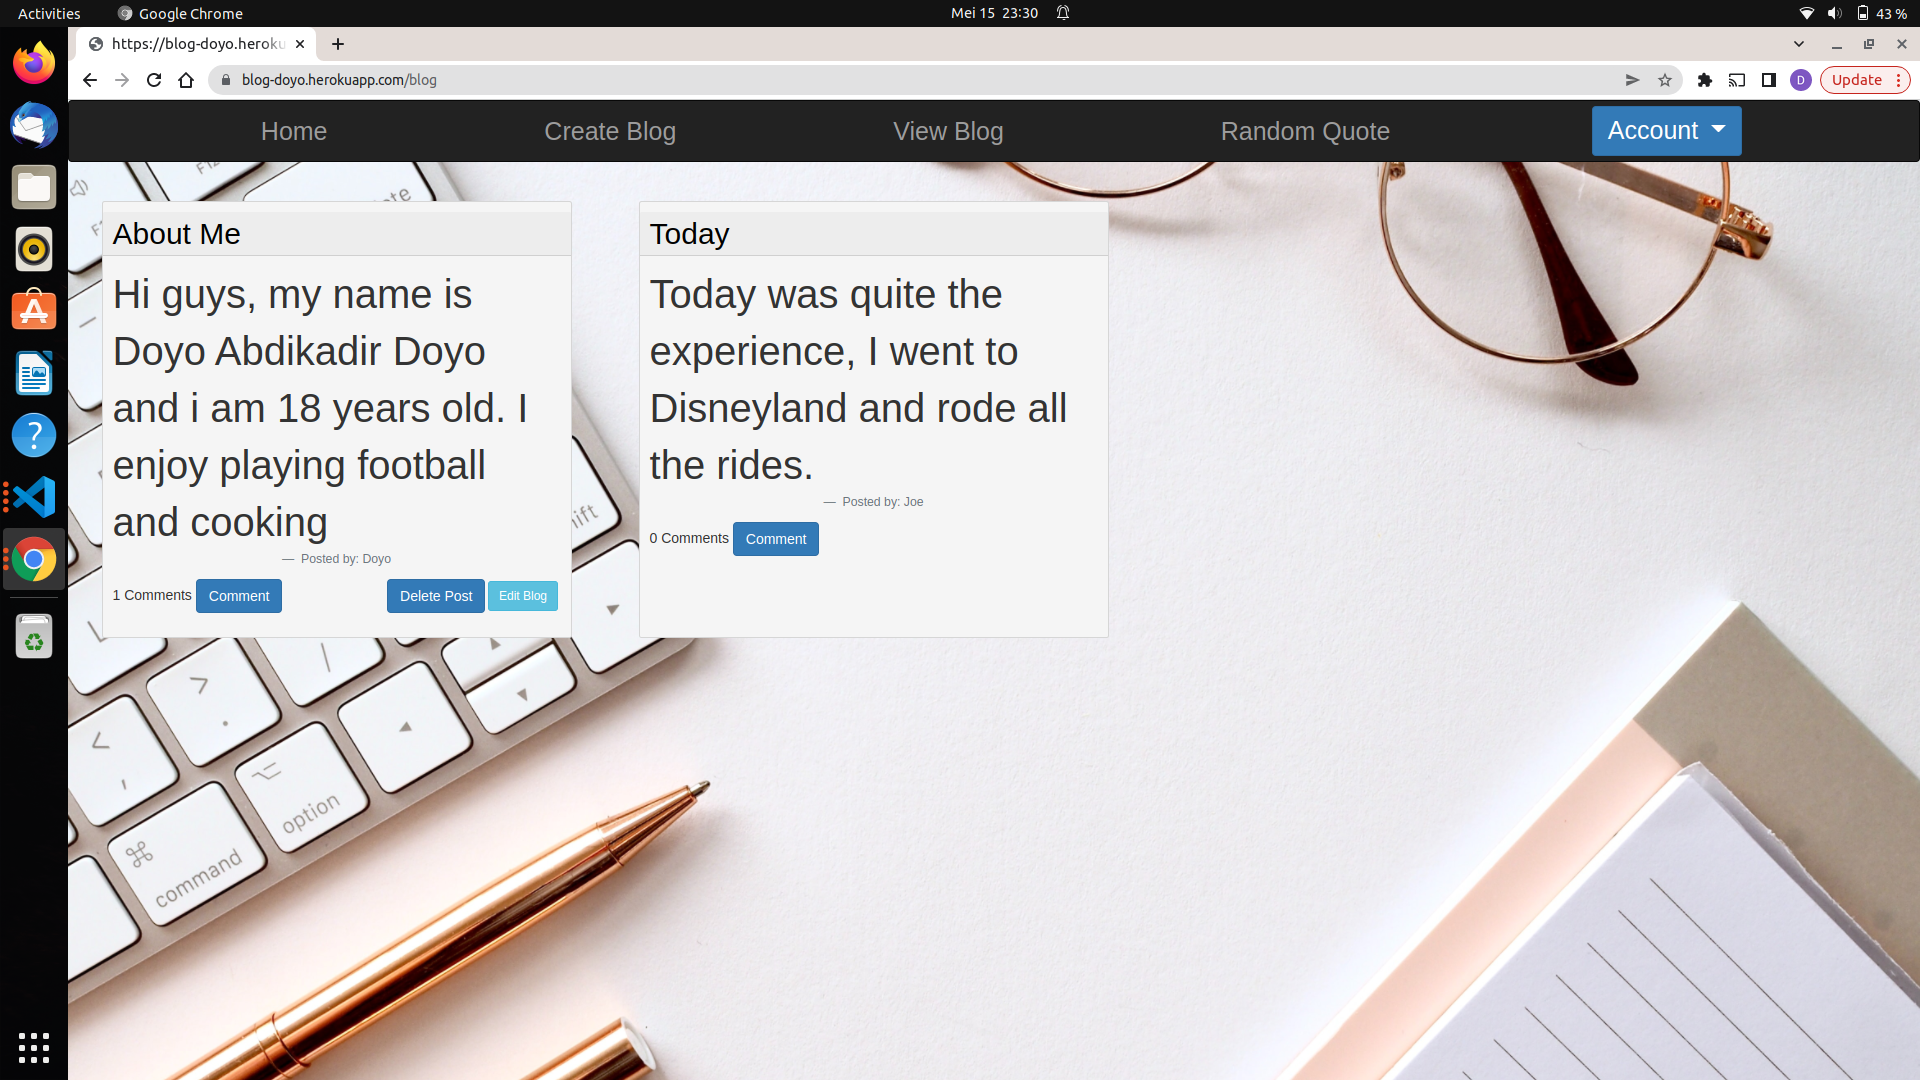 Activities
Google Chrome
Mei 15 23:30
43 %
https://blog-doyo.heroku
blog-doyo.herokuapp.com/blog
D
Update
Home
Create Blog
View Blog
Random Quote
Account
About Me
Hi guys, my name is
Doyo Abdikadir Doyo
and i am 18 years old. I
enjoy playing football
and cooking
— Posted by: Doyo
1 Comments
Comment
Delete Post
Edit Blog
Today
Today was quite the
experience, I went to
Disneyland and rode all
the rides.
— Posted by: Joe
0 Comments
Comment
option
command